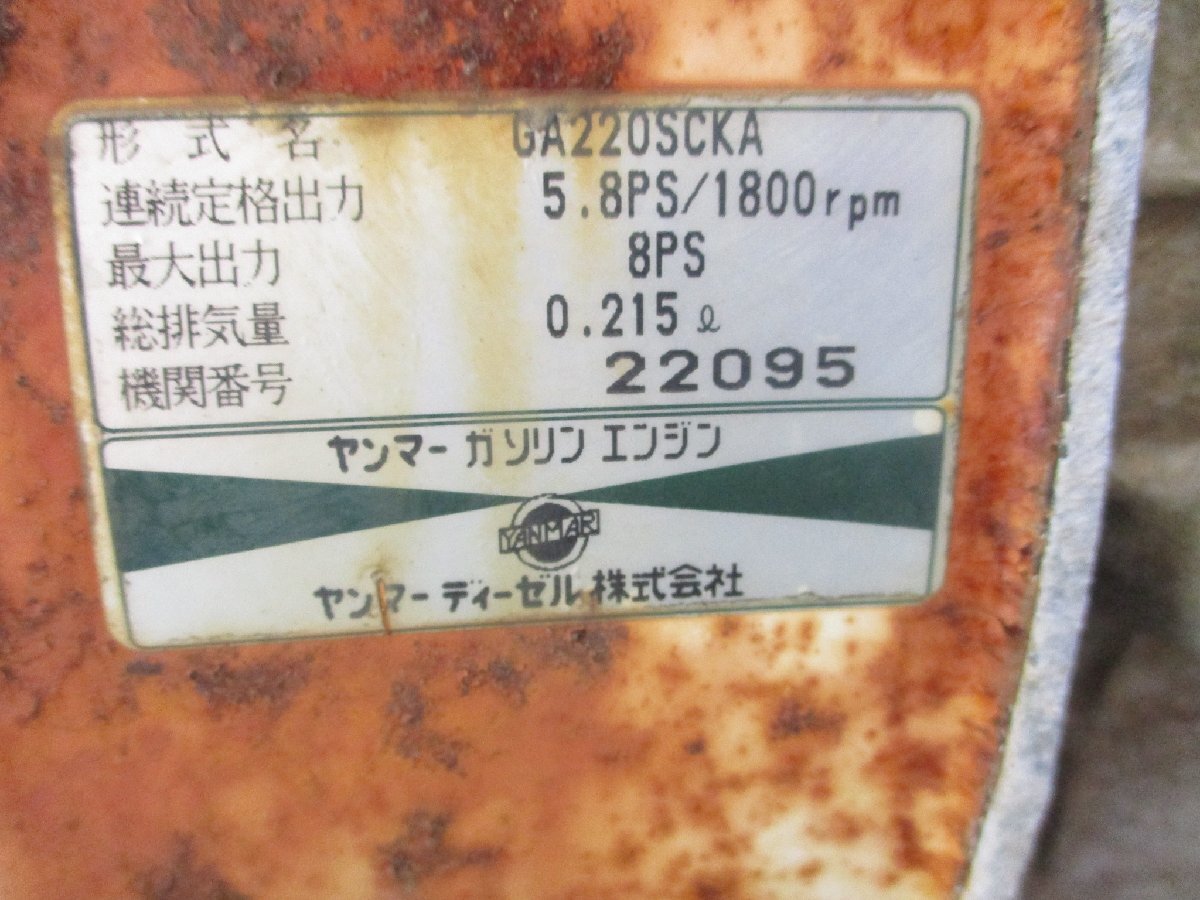 形式名 GA220SCKA
連続定格出力 5.8PS/1800rpm
最大出力 8PS
総排気量 0.215ℓ
機関番号 22095
ヤンマー ガソリン エンジン
YANMAR
ヤンマー ディーゼル 株式会社